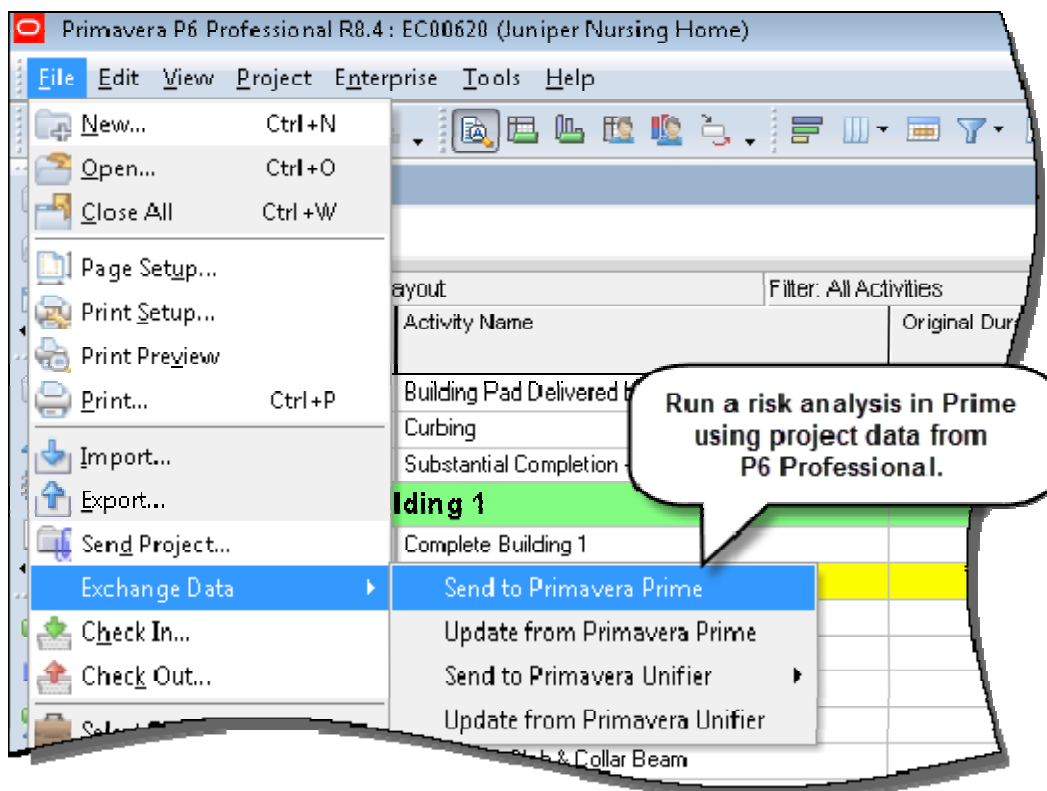 Primavera P6 Professional R8.4 : EC00620 (Juniper Nursing Home)
File Edit View Project Enterprise Tools Help
New... Ctrl+N
Open... Ctrl+O
Close All Ctrl+W
Page Setup...
Print Setup...
Print Preview
Print... Ctrl+P
Import...
Export...
Send Project...
Exchange Data
Check In...
Check Out...
ayout Filter: All Activities
Activity Name Original Dur
Building Pad Delivered
Curbing
Substantial Completion -
lding 1
Complete Building 1
Run a risk analysis in Prime
using project data from
P6 Professional.
Send to Primavera Prime
Update from Primavera Prime
Send to Primavera Unifier
Update from Primavera Unifier
& Collar Beam